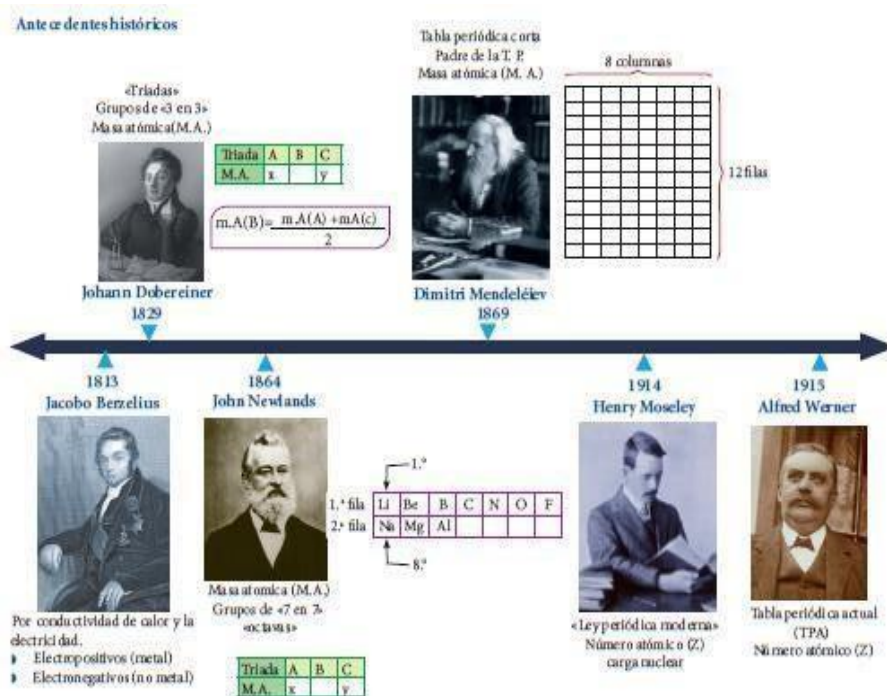 Antecedentes históricos
«Triadas»
Grupos de «3 en 3»
Masa atómica(M.A.)
Triada A B C
M.A. x y
m.A(B)= m.A(A) +mA(c)
2
Johann Dobereiner
1829
Tabla periódica corta
Padre de la T. P.
Masa atómica (M. A.)
8 columnas
12 filas
Dimitri Mendeléiev
1869
1813
Jacobo Berzelius
Por conductividad de calor y la
electricidad.
Electropositivos (metal)
Electronegativos (no metal)
1864
John Newlands
Masa atomica (M.A.)
Grupos de «7 en 7»
«octavas»
1.º
1.ª fila Li Be B C N O F
2.ª fila Na Mg Al
8.º
Triada A B C
M.A. x y
1914
Henry Moseley
«Ley periódica moderna»
Número atómico (Z)
carga nuclear
1915
Alfred Werner
Tabla periódica actual
(TPA)
Número atómico (Z)